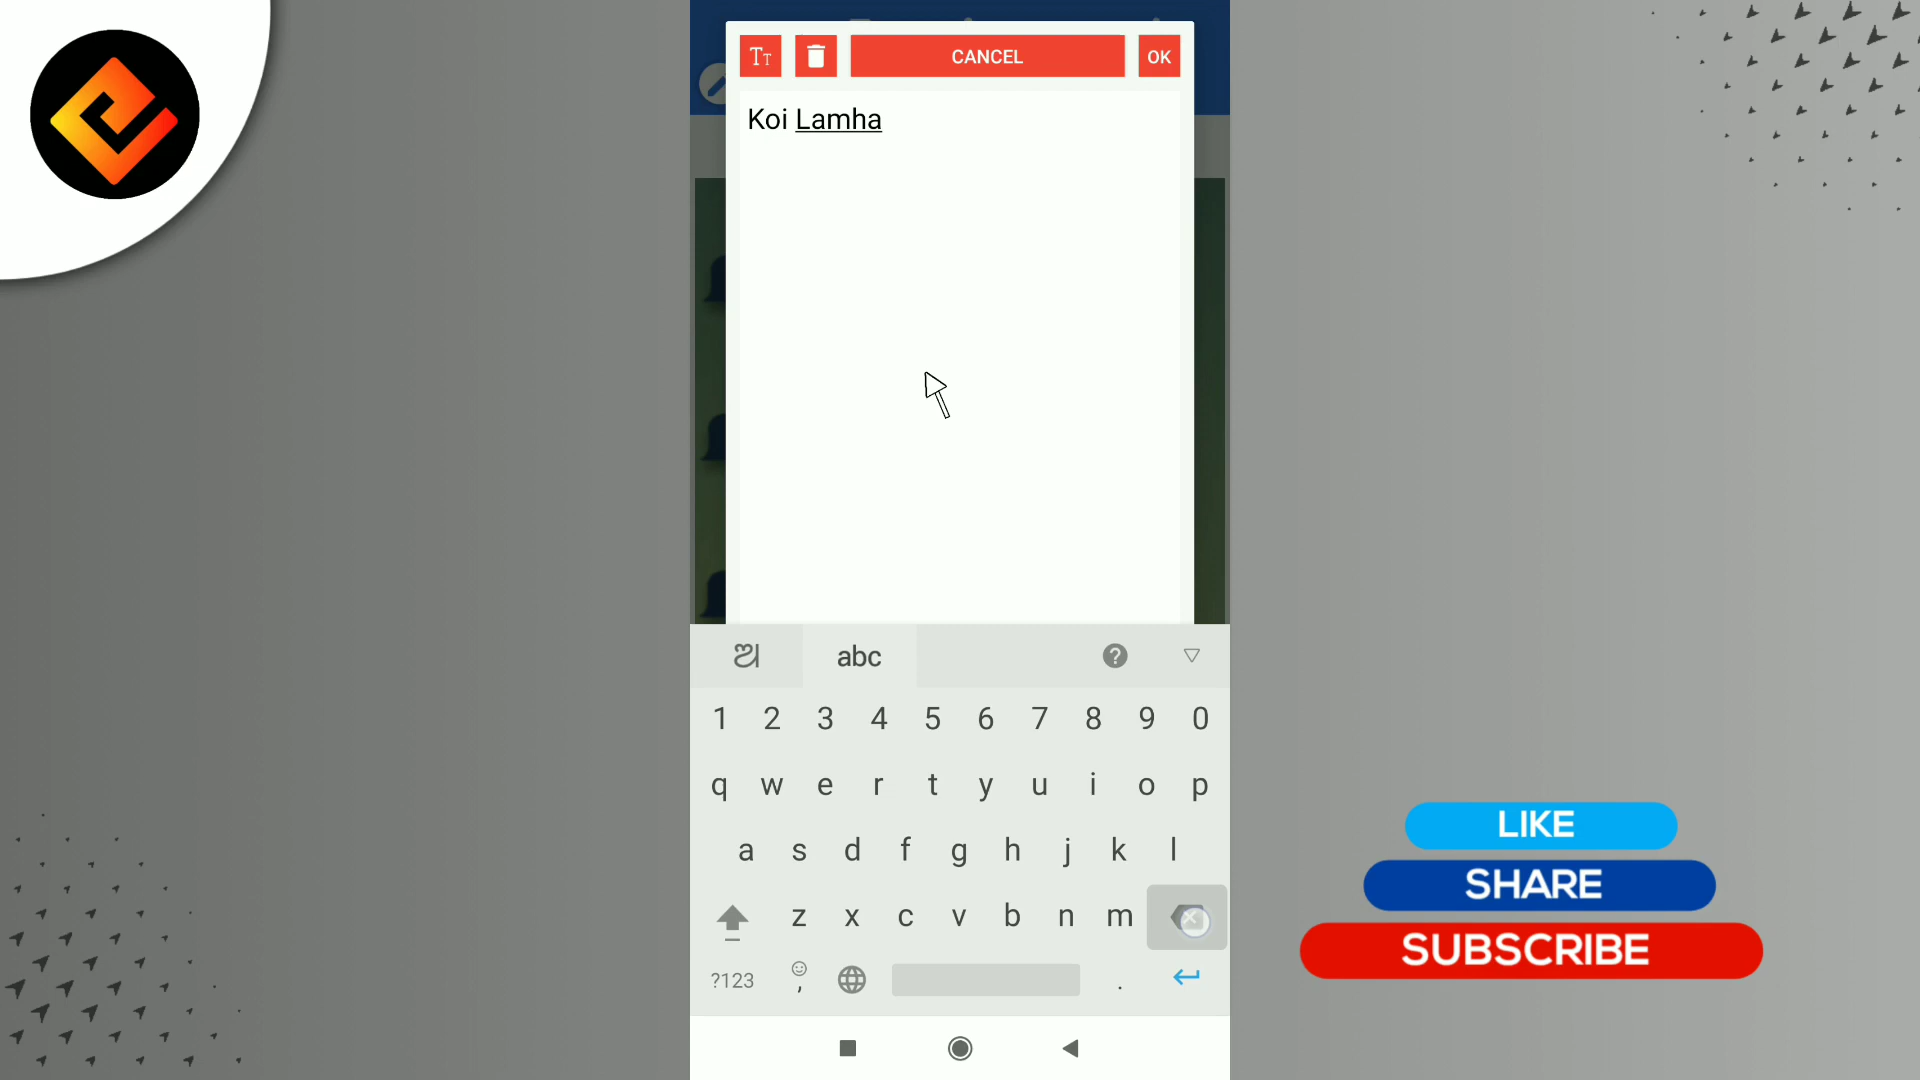 Tт CANCEL OK
Koi Lamha
ଅ abc ?
1 2 3 4 5 6 7 8 9 0
q w e r t y u i o p
a s d f g h j k l
z x c v b n m
?123 , .
LIKE
SHARE
SUBSCRIBE